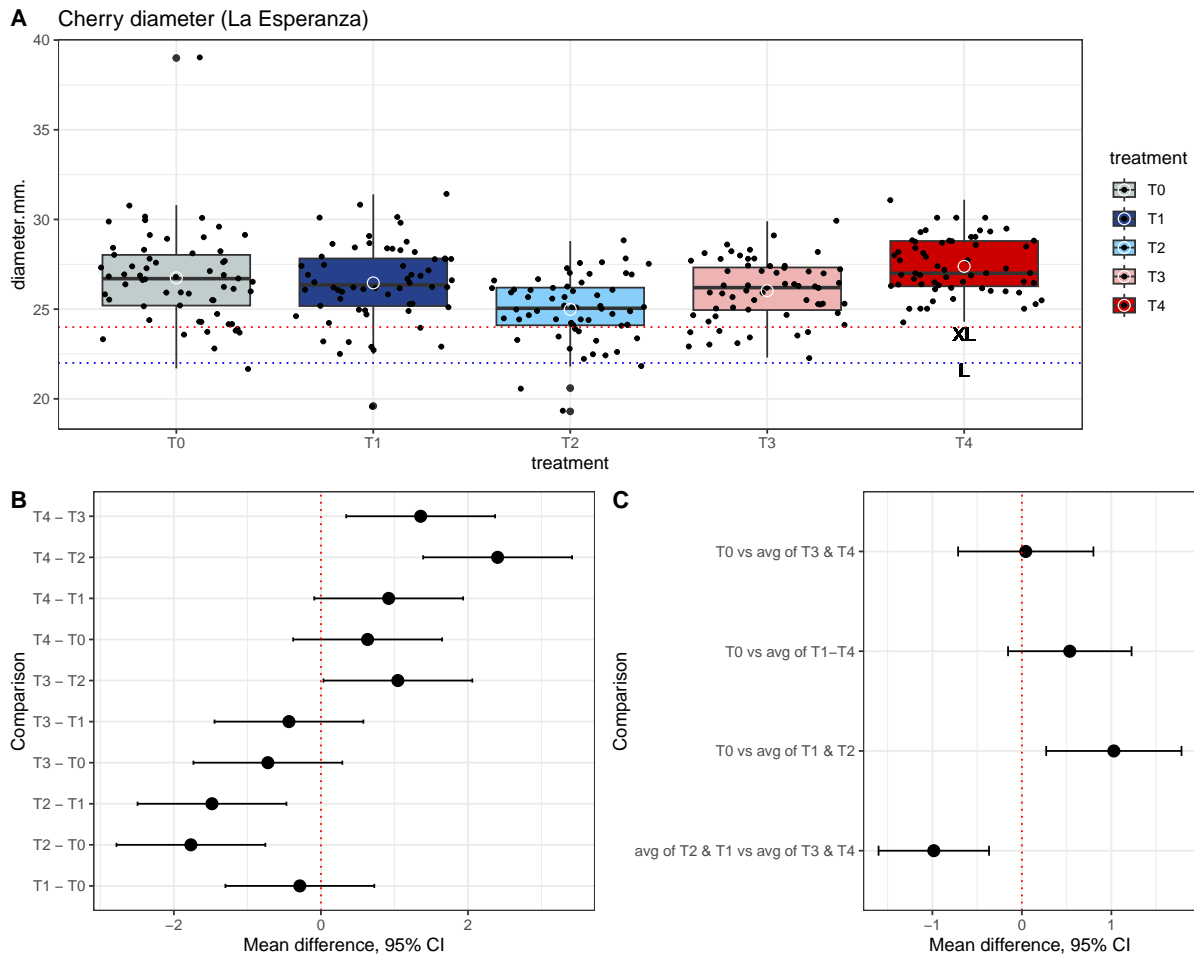 A Cherry diameter (La Esperanza)
diameter.mm.
40
35
30
25
20
XL
L
T0 T1 T2 T3 T4
treatment
treatment
T0
T1
T2
T3
T4
B
Comparison
T4 − T3
T4 − T2
T4 − T1
T4 − T0
T3 − T2
T3 − T1
T3 − T0
T2 − T1
T2 − T0
T1 − T0
−2 0 2
Mean difference, 95% CI
C
Comparison
T0 vs avg of T3 & T4
T0 vs avg of T1−T4
T0 vs avg of T1 & T2
avg of T2 & T1 vs avg of T3 & T4
−1 0 1
Mean difference, 95% CI